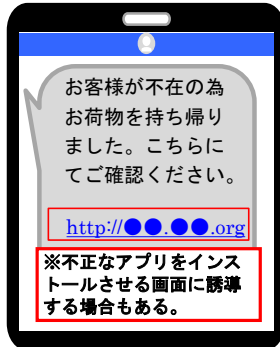 お客様が不在の為
お荷物を持ち帰り
ました。こちらに
てご確認ください。
http://●●.●●.org
※不正なアプリをインス
トールさせる画面に誘導
する場合もある。